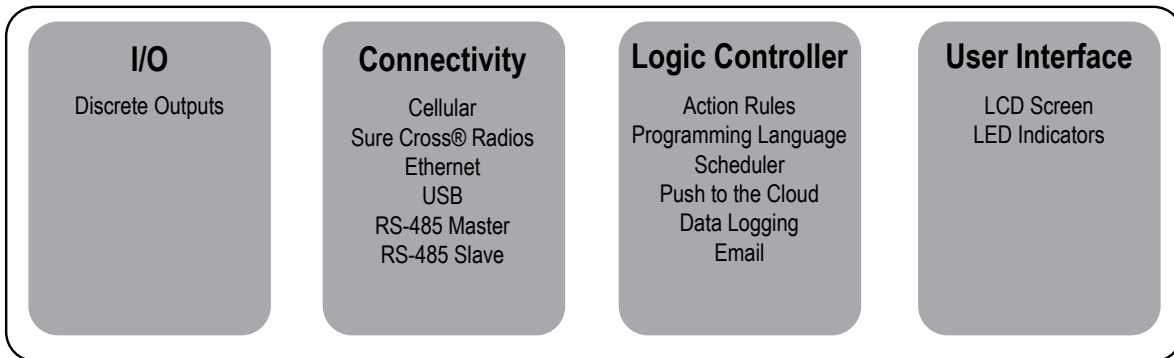 I/O
Discrete Outputs
Connectivity
Cellular
Sure Cross® Radios
Ethernet
USB
RS-485 Master
RS-485 Slave
Logic Controller
Action Rules
Programming Language
Scheduler
Push to the Cloud
Data Logging
Email
User Interface
LCD Screen
LED Indicators